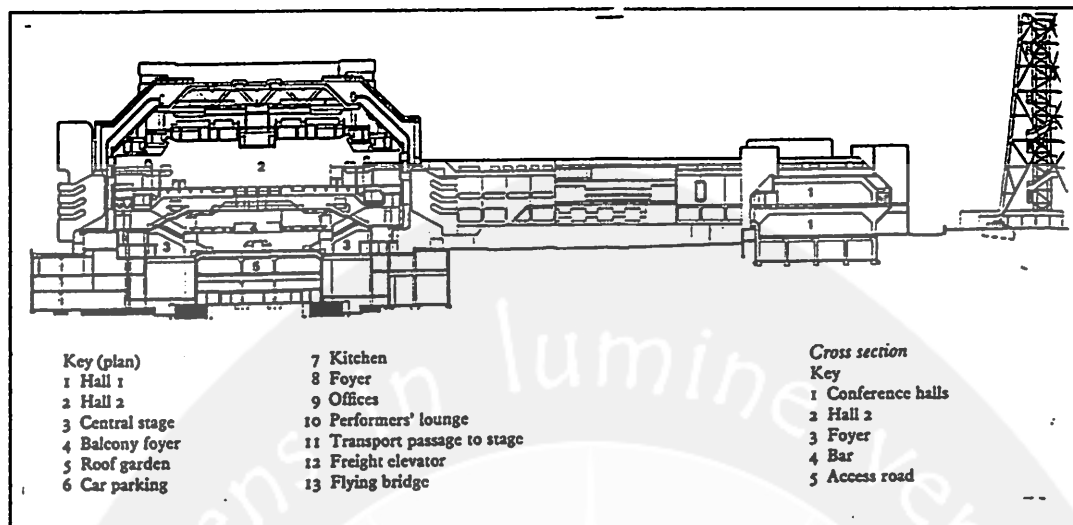 2
1
1
3
3
5
Key (plan)
1 Hall 1
2 Hall 2
3 Central stage
4 Balcony foyer
5 Roof garden
6 Car parking
7 Kitchen
8 Foyer
9 Offices
10 Performers' lounge
11 Transport passage to stage
12 Freight elevator
13 Flying bridge
Cross section
Key
1 Conference halls
2 Hall 2
3 Foyer
4 Bar
5 Access road
in lumine ve